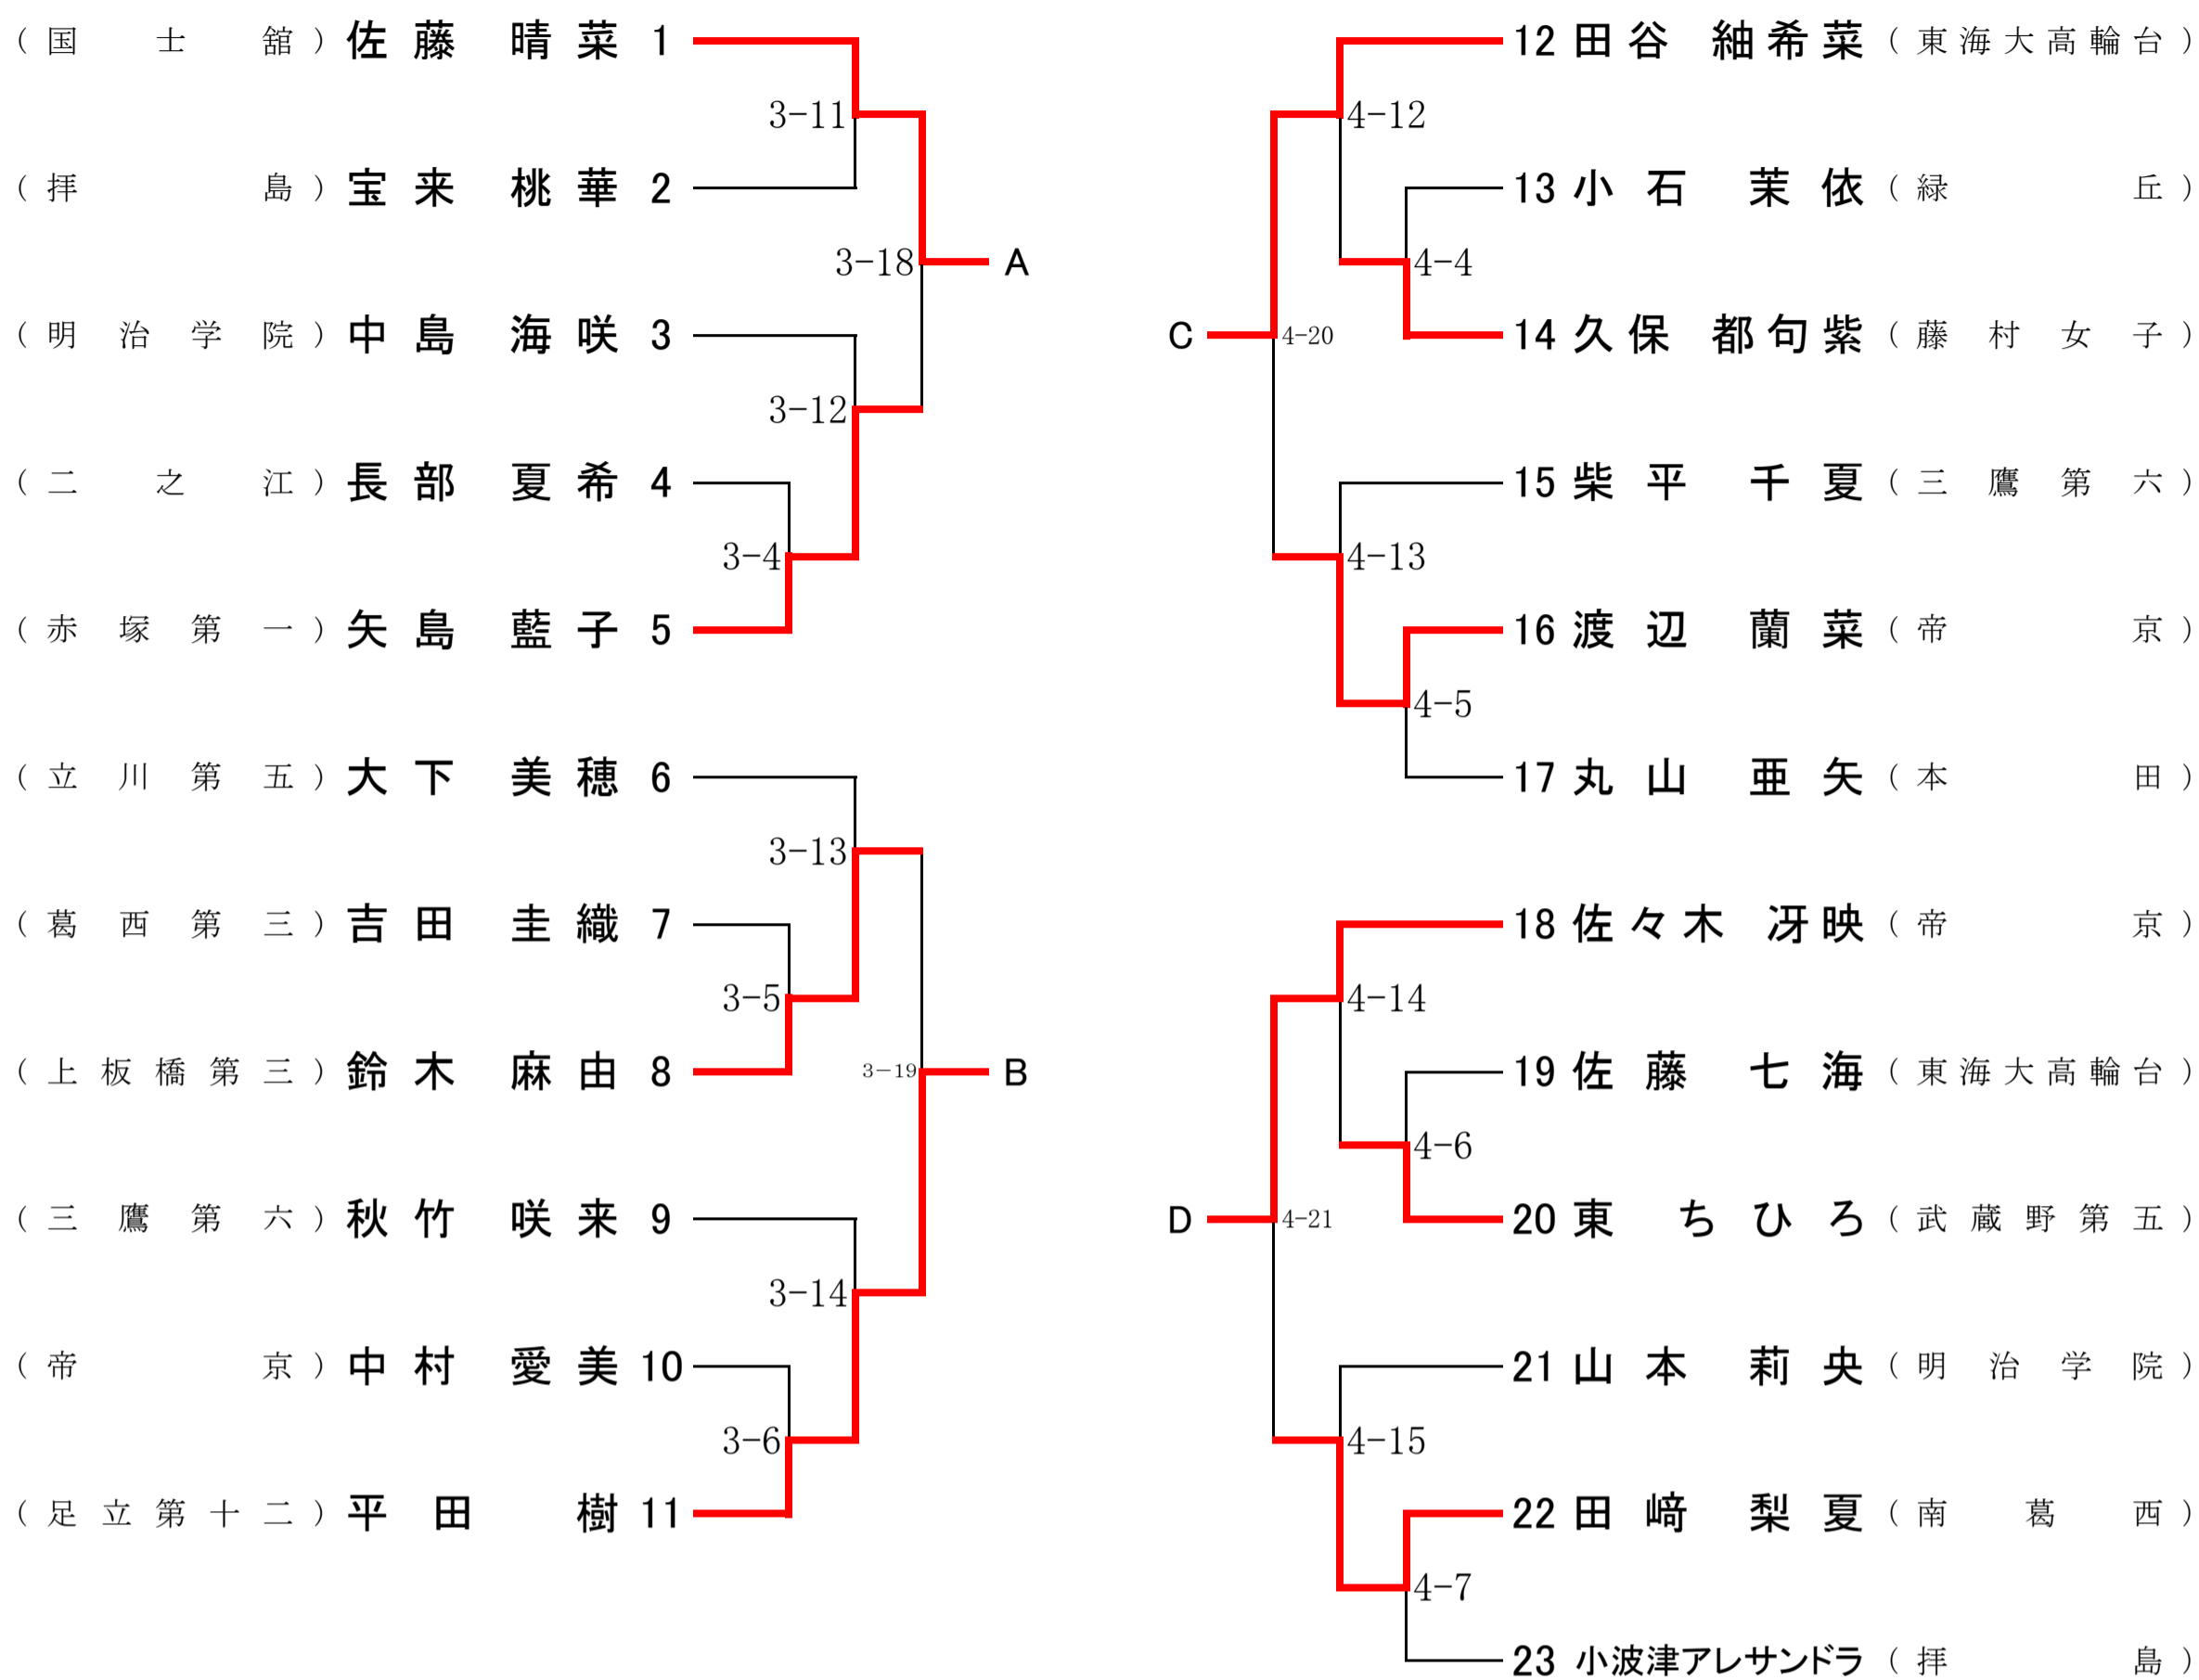 (国士舘) 佐藤 晴菜 1
3-11
(拝島) 宝来 桃華 2
3-18 A
(明治学院) 中島 海咲 3
3-12
(二之江) 長部 夏希 4
3-4
(赤塚第一) 矢島 藍子 5
(立川第五) 大下 美穂 6
3-13
(葛西第三) 吉田 圭織 7
3-5
(上板橋第三) 鈴木 麻由 8
3-19 B
(三鷹第六) 秋竹 咲来 9
3-14
(帝京) 中村 愛美 10
3-6
(足立第十二) 平田 樹 11
12 田谷 紬希菜 (東海大高輪台)
4-12
13 小石 茉依 (緑丘)
4-4
14 久保 都句紫 (藤村女子)
C 4-20
15 柴平 千夏 (三鷹第六)
4-13
16 渡辺 蘭菜 (帝京)
4-5
17 丸山 亜矢 (本田)
18 佐々木 冴映 (帝京)
4-14
19 佐藤 七海 (東海大高輪台)
4-6
20 東 ちひろ (武蔵野第五)
D 4-21
21 山本 莉央 (明治学院)
4-15
22 田﨑 梨夏 (南葛西)
4-7
23 小波津アレサンドラ (拝島)